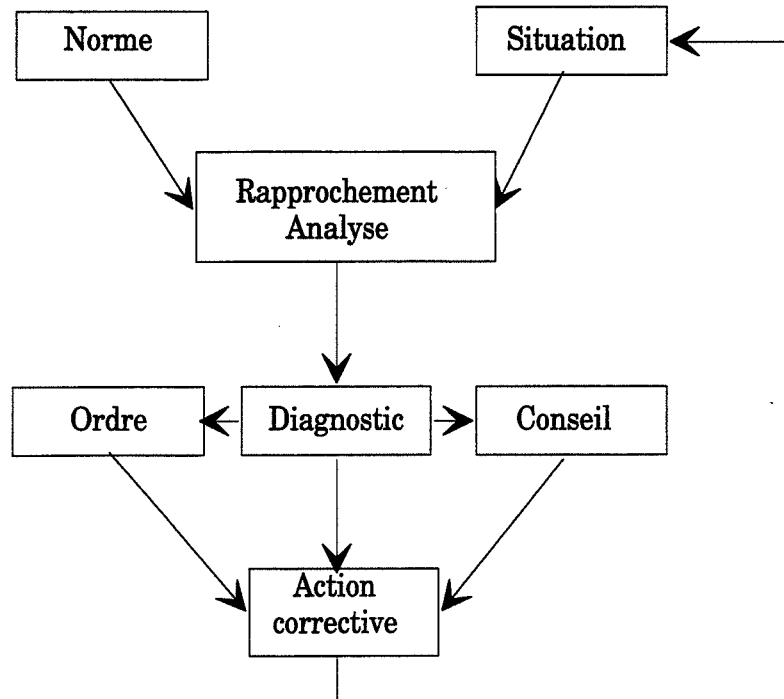 Norme
Situation
Rapprochement
Analyse
Ordre
Diagnostic
Conseil
Action
corrective